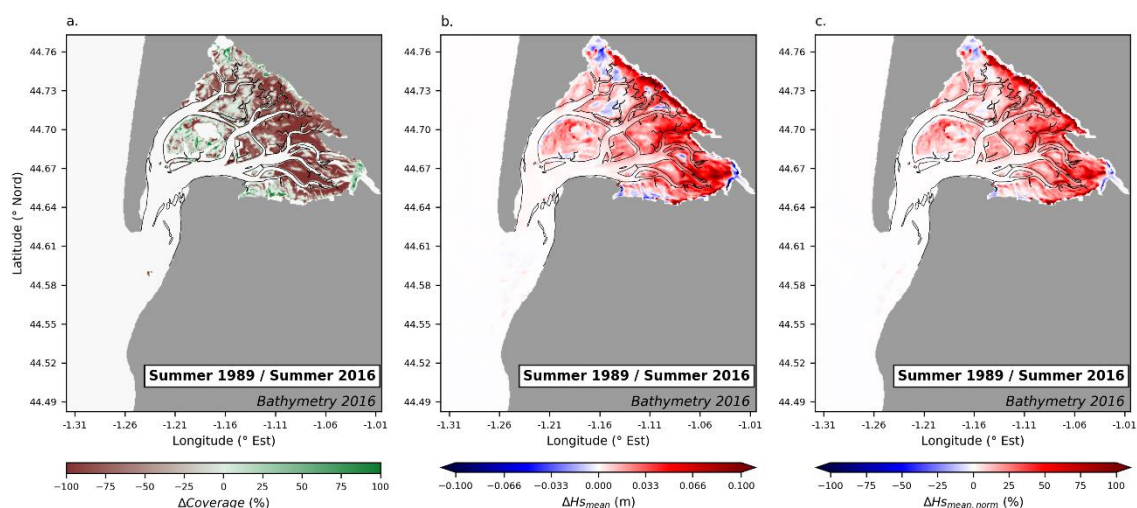 a.
44.76
44.73
44.70
44.67
44.64
44.61
44.58
44.55
44.52
44.49
Latitude (° Nord)
Summer 1989 / Summer 2016
Bathymetry 2016
-1.31 -1.26 -1.21 -1.16 -1.11 -1.06 -1.01
Longitude (° Est)
−100 −75 −50 −25 0 25 50 75 100
ΔCoverage (%)
b.
44.76
44.73
44.70
44.67
44.64
44.61
44.58
44.55
44.52
44.49
Summer 1989 / Summer 2016
Bathymetry 2016
-1.31 -1.26 -1.21 -1.16 -1.11 -1.06 -1.01
Longitude (° Est)
−0.100 −0.066 −0.033 0.000 0.033 0.066 0.100
ΔHsmean (m)
c.
44.76
44.73
44.70
44.67
44.64
44.61
44.58
44.55
44.52
44.49
Summer 1989 / Summer 2016
Bathymetry 2016
-1.31 -1.26 -1.21 -1.16 -1.11 -1.06 -1.01
Longitude (° Est)
−100 −75 −50 −25 0 25 50 75 100
ΔHsmean, norm (%)